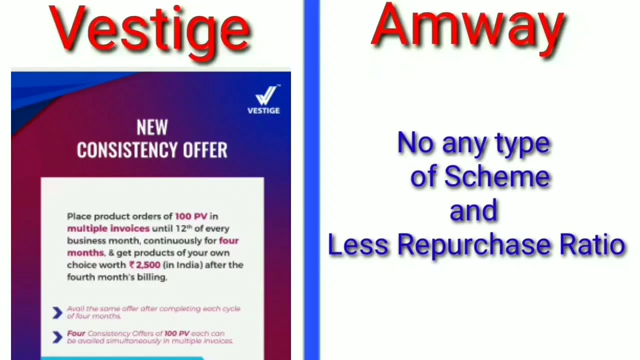 Vestige
VESTIGE
NEW
CONSISTENCY OFFER
Place product orders of 100 PV in
multiple invoices until 12th of every
business month, continuously for four
months, & get products of your own
choice worth ₹ 2,500 (in India) after the
fourth month's billing.
Avail the same offer after completing each cycle
of four months.
Four Consistency Offers of 100 PV each can
be availed simultaneously in multiple invoices.
Amway
No any type
of Scheme
and
Less Repurchase Ratio